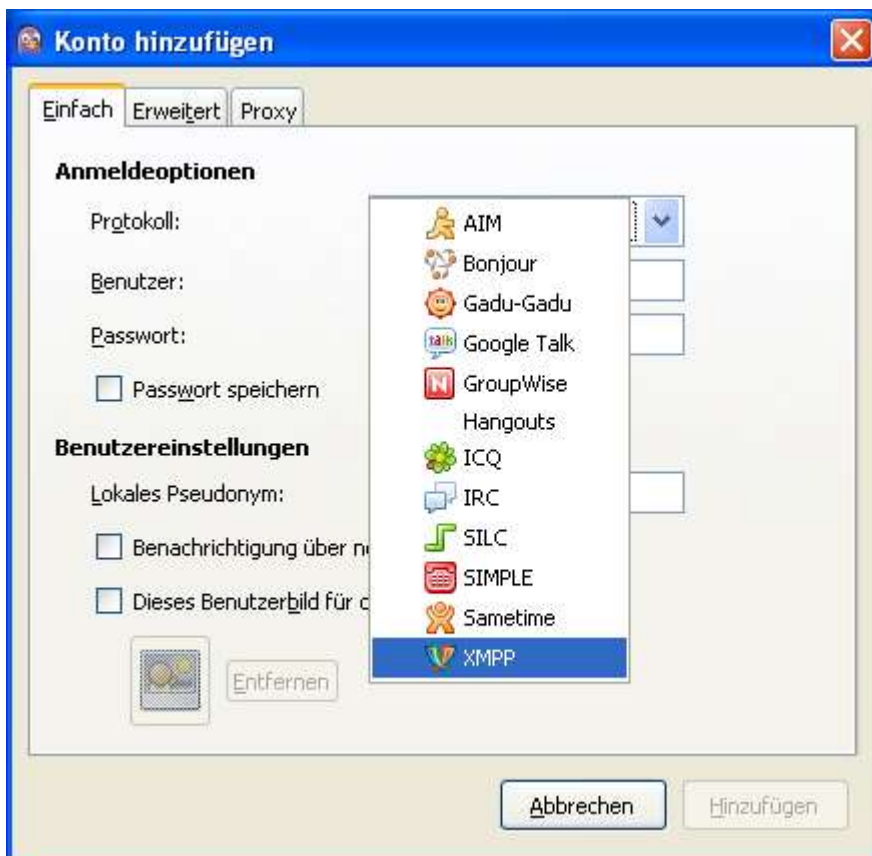 Konto hinzufügen
Einfach Erweitert Proxy
Anmeldeoptionen
Protokoll:
Benutzer:
Passwort:
Passwort speichern
Benutzereinstellungen
Lokales Pseudonym:
Benachrichtigung über
Dieses Benutzerbild für
Entfernen
AIM
Bonjour
Gadu-Gadu
talk
Google Talk
N
GroupWise
Hangouts
ICQ
IRC
SILC
SIMPLE
Sametime
XMPP
Abbrechen Hinzufügen